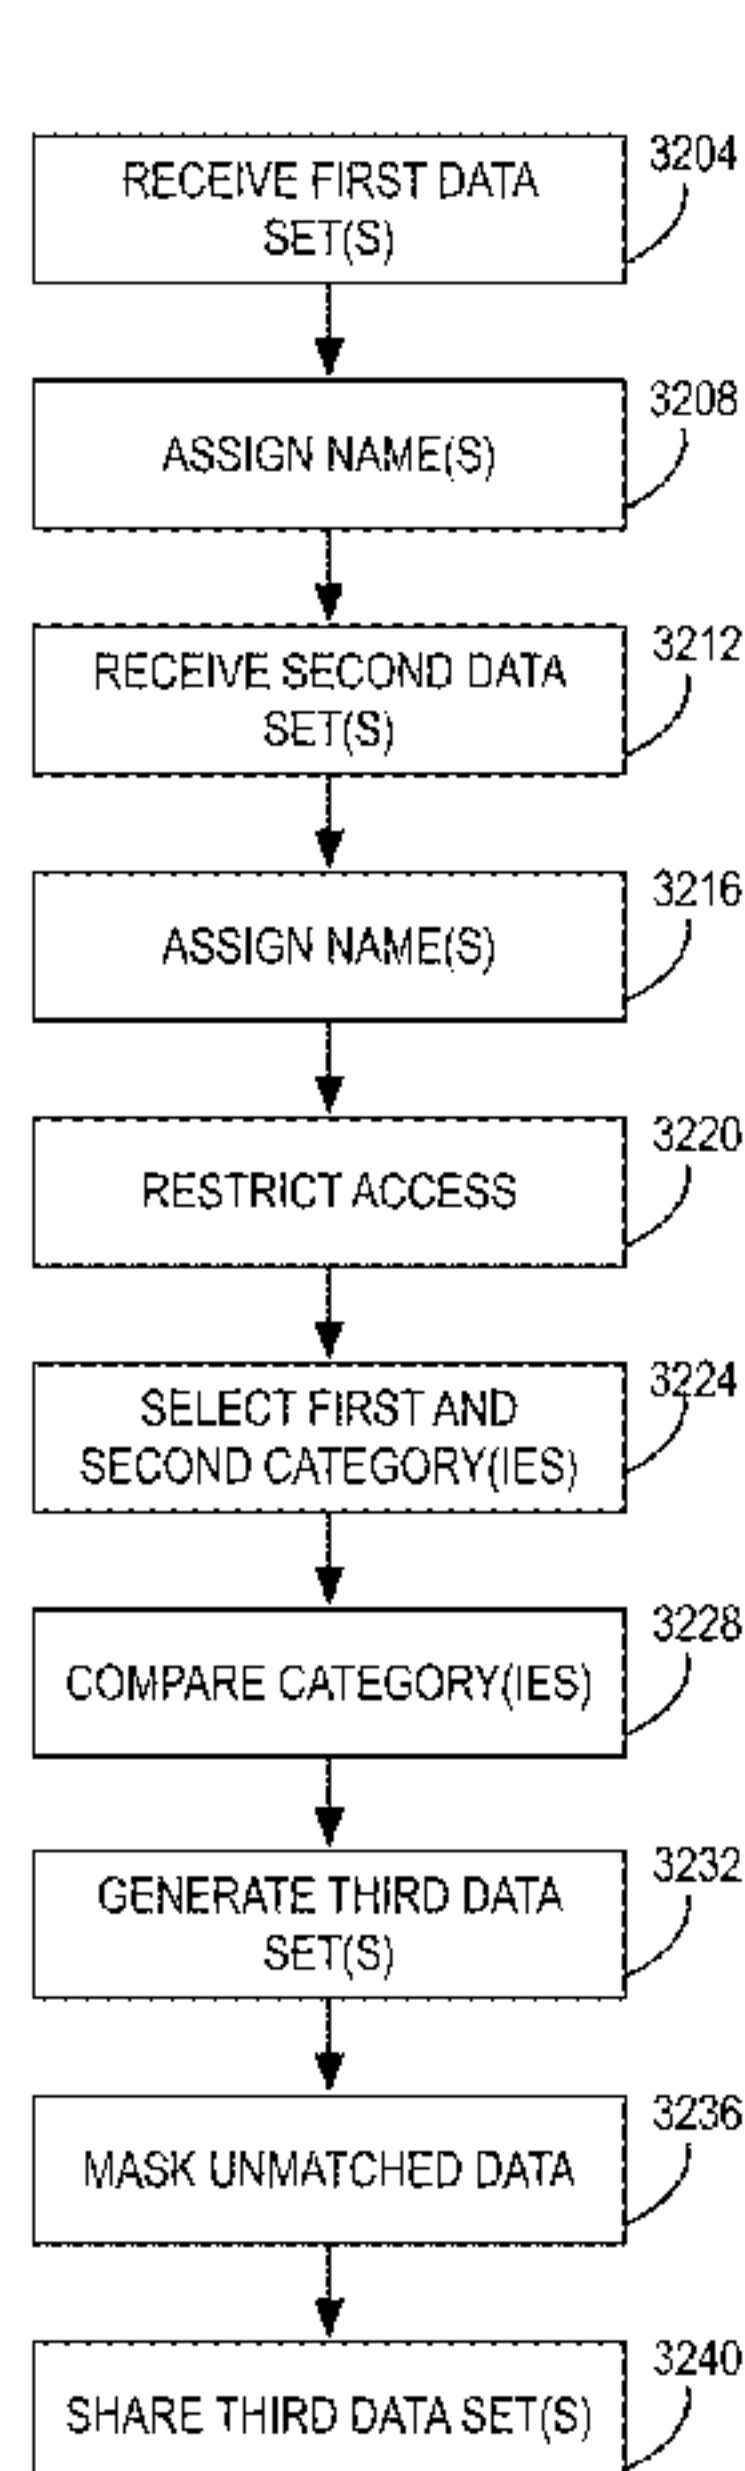 3204
RECEIVE FIRST DATA
SET(S)
3208
ASSIGN NAME(S)
3212
RECEIVE SECOND DATA
SET(S)
3216
ASSIGN NAME(S)
3220
RESTRICT ACCESS
3224
SELECT FIRST AND
SECOND CATEGORY(IES)
3228
COMPARE CATEGORY(IES)
3232
GENERATE THIRD DATA
SET(S)
3236
MASK UNMATCHED DATA
3240
SHARE THIRD DATA SET(S)